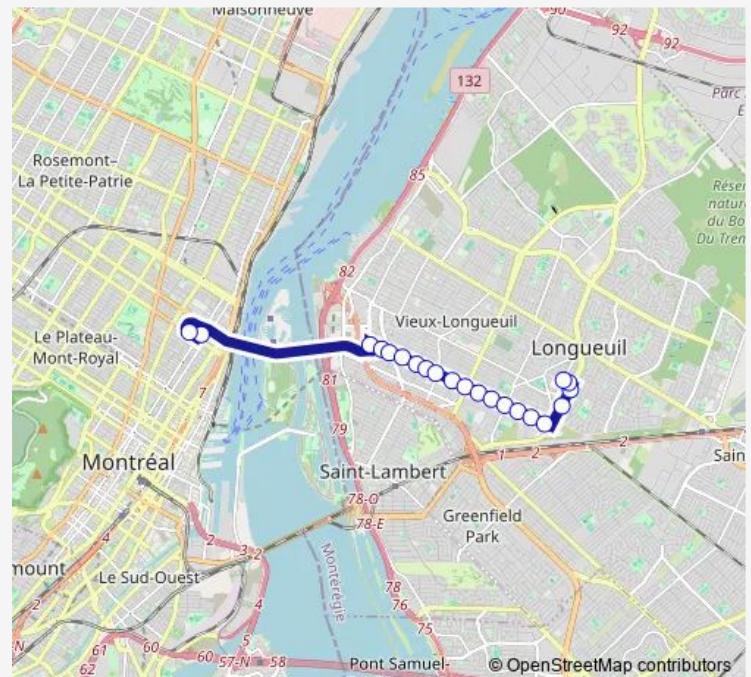 Maisonneuve
90
92
92
132
Parc
Rosemont–
La Petite-Patrie
85
Rése
natur
du Bo
Du Tren
82
Vieux-Longueuil
Le Plateau-
Mont-Royal
Longueuil
81
7
79
Montréal
Saint-Lambert
1
2
2
Sain
78-O
78-E
Greenfield
Park
2
3
2
4
mount
Le Sud-Ouest
Montérégie
78
76
75
4
5
2
-N
62
61
60
60
57-N
58
Pont Samuel-
© OpenStreetMap contributors